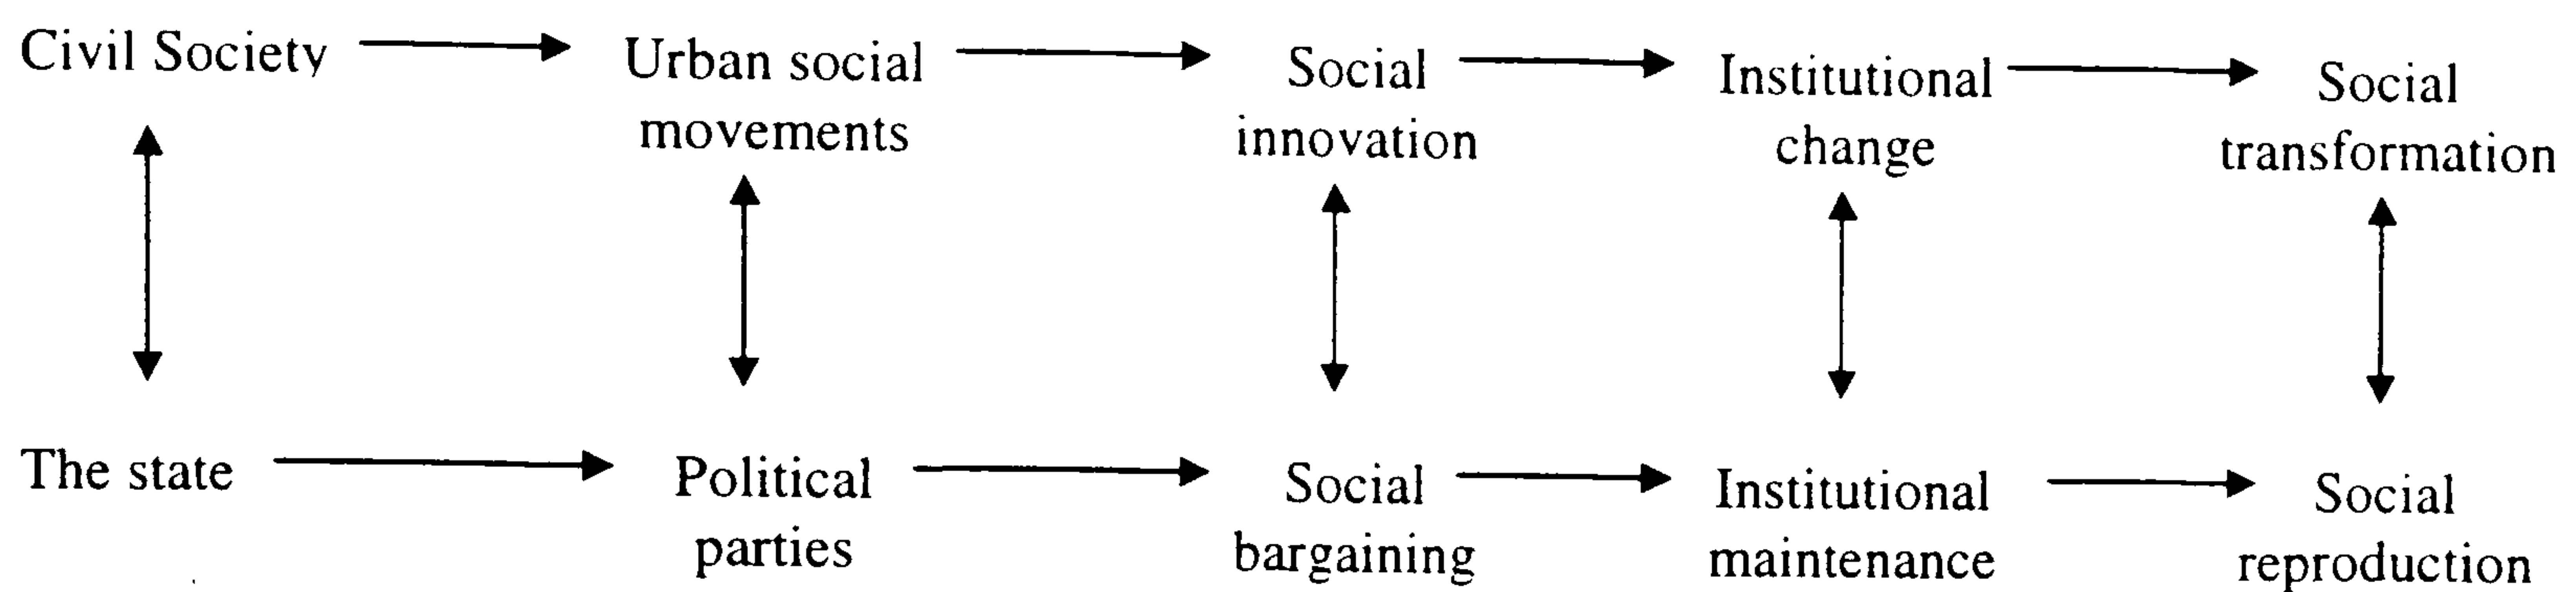 Civil Society
Urban social
movements
Social
innovation
Institutional
change
Social
transformation
The state
Political
parties
Social
bargaining
Institutional
maintenance
Social
reproduction